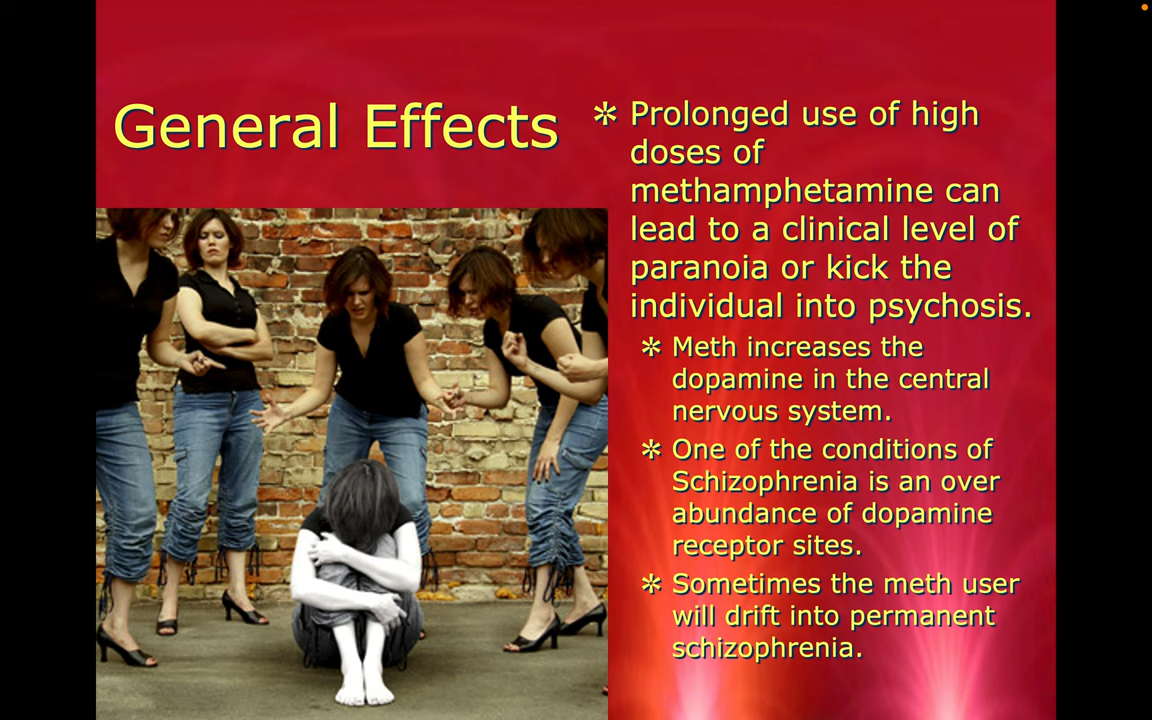 General Effects
* Prolonged use of high
doses of
methamphetamine can
lead to a clinical level of
paranoia or kick the
individual into psychosis.
* Meth increases the
dopamine in the central
nervous system.
* One of the conditions of
Schizophrenia is an over
abundance of dopamine
receptor sites.
* Sometimes the meth user
will drift into permanent
schizophrenia.